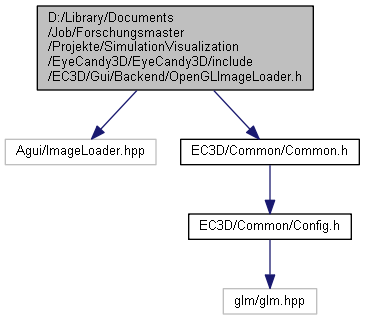 D:/Library/Documents
/Job/Forschungsmaster
/Projekte/SimulationVisualization
/EyeCandy3D/EyeCandy3D/include
/EC3D/Gui/Backend/OpenGLImageLoader.h
Agui/ImageLoader.hpp
EC3D/Common/Common.h
EC3D/Common/Config.h
glm/glm.hpp